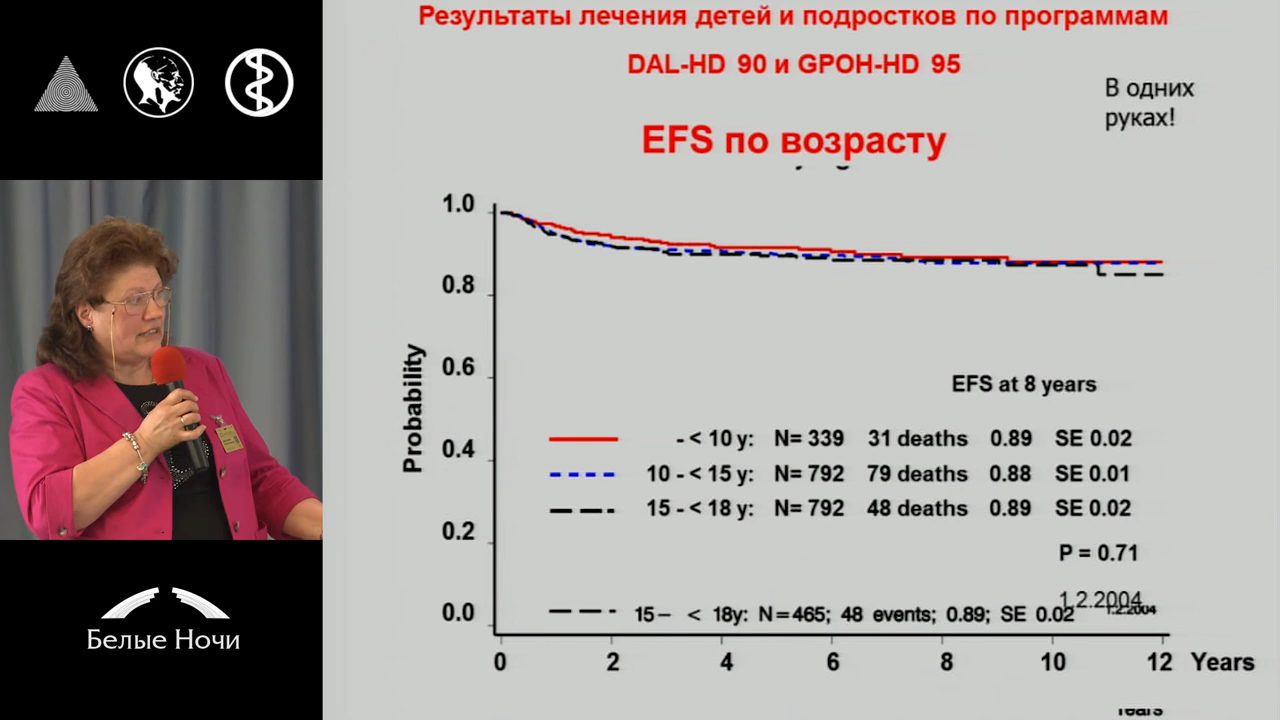 Результаты лечения детей и подростков по программам
DAL-HD 90 и GPOH-HD 95
В одних
руках!
EFS по возрасту
1.0
0.8
0.6
0.4
0.2
0.0
Probability
EFS at 8 years
- < 10 y: N= 339 31 deaths 0.89 SE 0.02
10 - < 15 y: N= 792 79 deaths 0.88 SE 0.01
15 - < 18 y: N= 792 48 deaths 0.89 SE 0.02
P = 0.71
1.2.2004
1.2.2004
15 – < 18y: N=465; 48 events; 0.89; SE 0.02
0 2 4 6 8 10 12 Years
Years
Белые Ночи